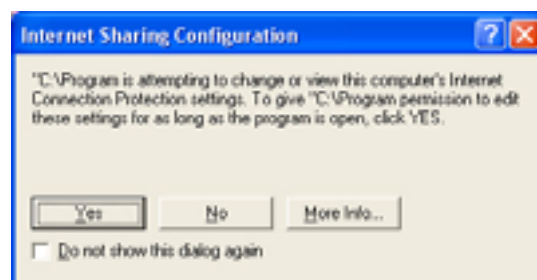 Internet Sharing Configuration
"C:\Program is attempting to change or view this computer's Internet
Connection Protection settings. To give "C:\Program permission to edit
these settings for as long as the program is open, click YES.
Yes No More Info...
Do not show this dialog again